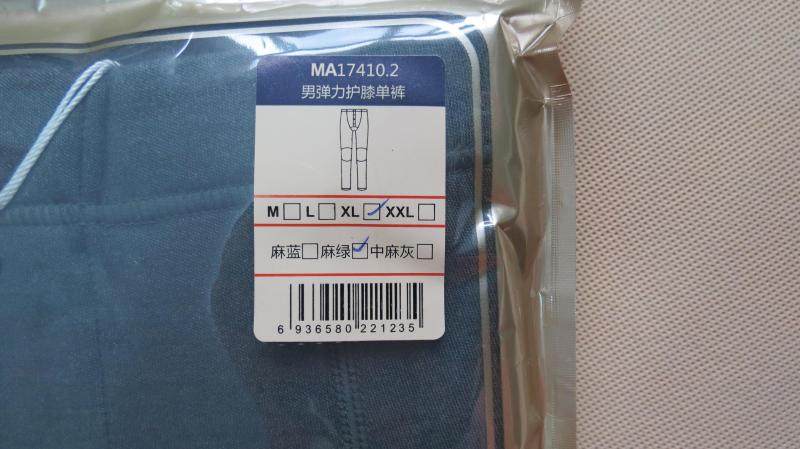 MA17410.2
男弹力护膝单裤
M□ L□ XL☑ XXL□
麻蓝□麻绿☑中麻灰□
6 936580 221235